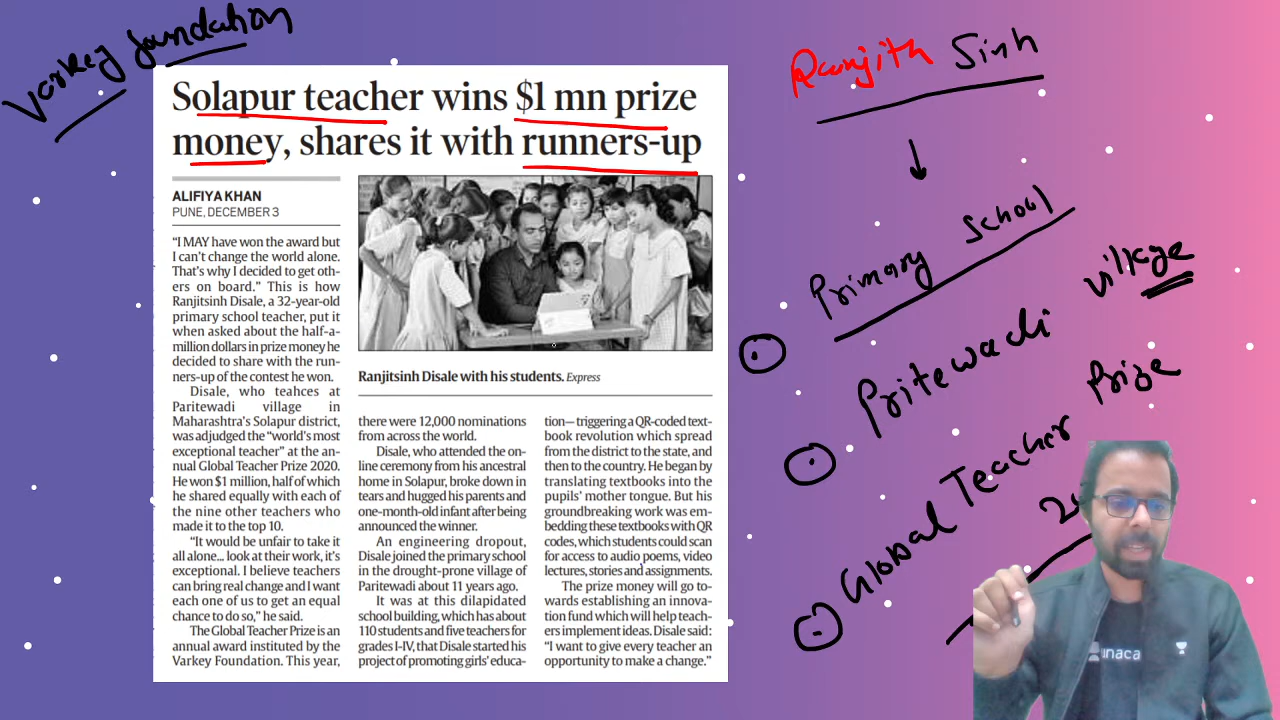 Varkey foundation
Solapur teacher wins $1 mn prize
money, shares it with runners-up
ALIFIYA KHAN
PUNE, DECEMBER 3
“I MAY have won the award but
I can't change the world alone.
That's why I decided to get oth-
ers on board.” This is how
Ranjitsinh Disale, a 32-year-old
primary school teacher, put it
when asked about the half-a-
million dollars in prize money he
decided to share with the run-
ners-up of the contest he won.
Disale, who teahces at
Paritewadi village in
Maharashtra's Solapur district,
was adjudged the “world's most
exceptional teacher” at the an-
nual Global Teacher Prize 2020.
He won $1 million, half of which
he shared equally with each of
the nine other teachers who
made it to the top 10.
“It would be unfair to take it
all alone... look at their work, it's
exceptional. I believe teachers
can bring real change and I want
each one of us to get an equal
chance to do so,” he said.
The Global Teacher Prize is an
annual award instituted by the
Varkey Foundation. This year,
Ranjitsinh Disale with his students. Express
there were 12,000 nominations
from across the world.
Disale, who attended the on-
line ceremony from his ancestral
home in Solapur, broke down in
tears and hugged his parents and
one-month-old infant after being
announced the winner.
An engineering dropout,
Disale joined the primary school
in the drought-prone village of
Paritewadi about 11 years ago.
It was at this dilapidated
school building, which has about
110 students and five teachers for
grades I-IV, that Disale started his
project of promoting girls' educa-
tion— triggering a QR-coded text-
book revolution which spread
from the district to the state, and
then to the country. He began by
translating textbooks into the
pupils' mother tongue. But his
groundbreaking work was em-
bedding these textbooks with QR
codes, which students could scan
for access to audio poems, video
lectures, stories and assignments.
The prize money will go to-
wards establishing an innova-
tion fund which will help teach-
ers implement ideas. Disale said:
“I want to give every teacher an
opportunity to make a change.”
Ranjith Sinh
Primary School
Pritewadi village
Global Teacher Prize
unaca